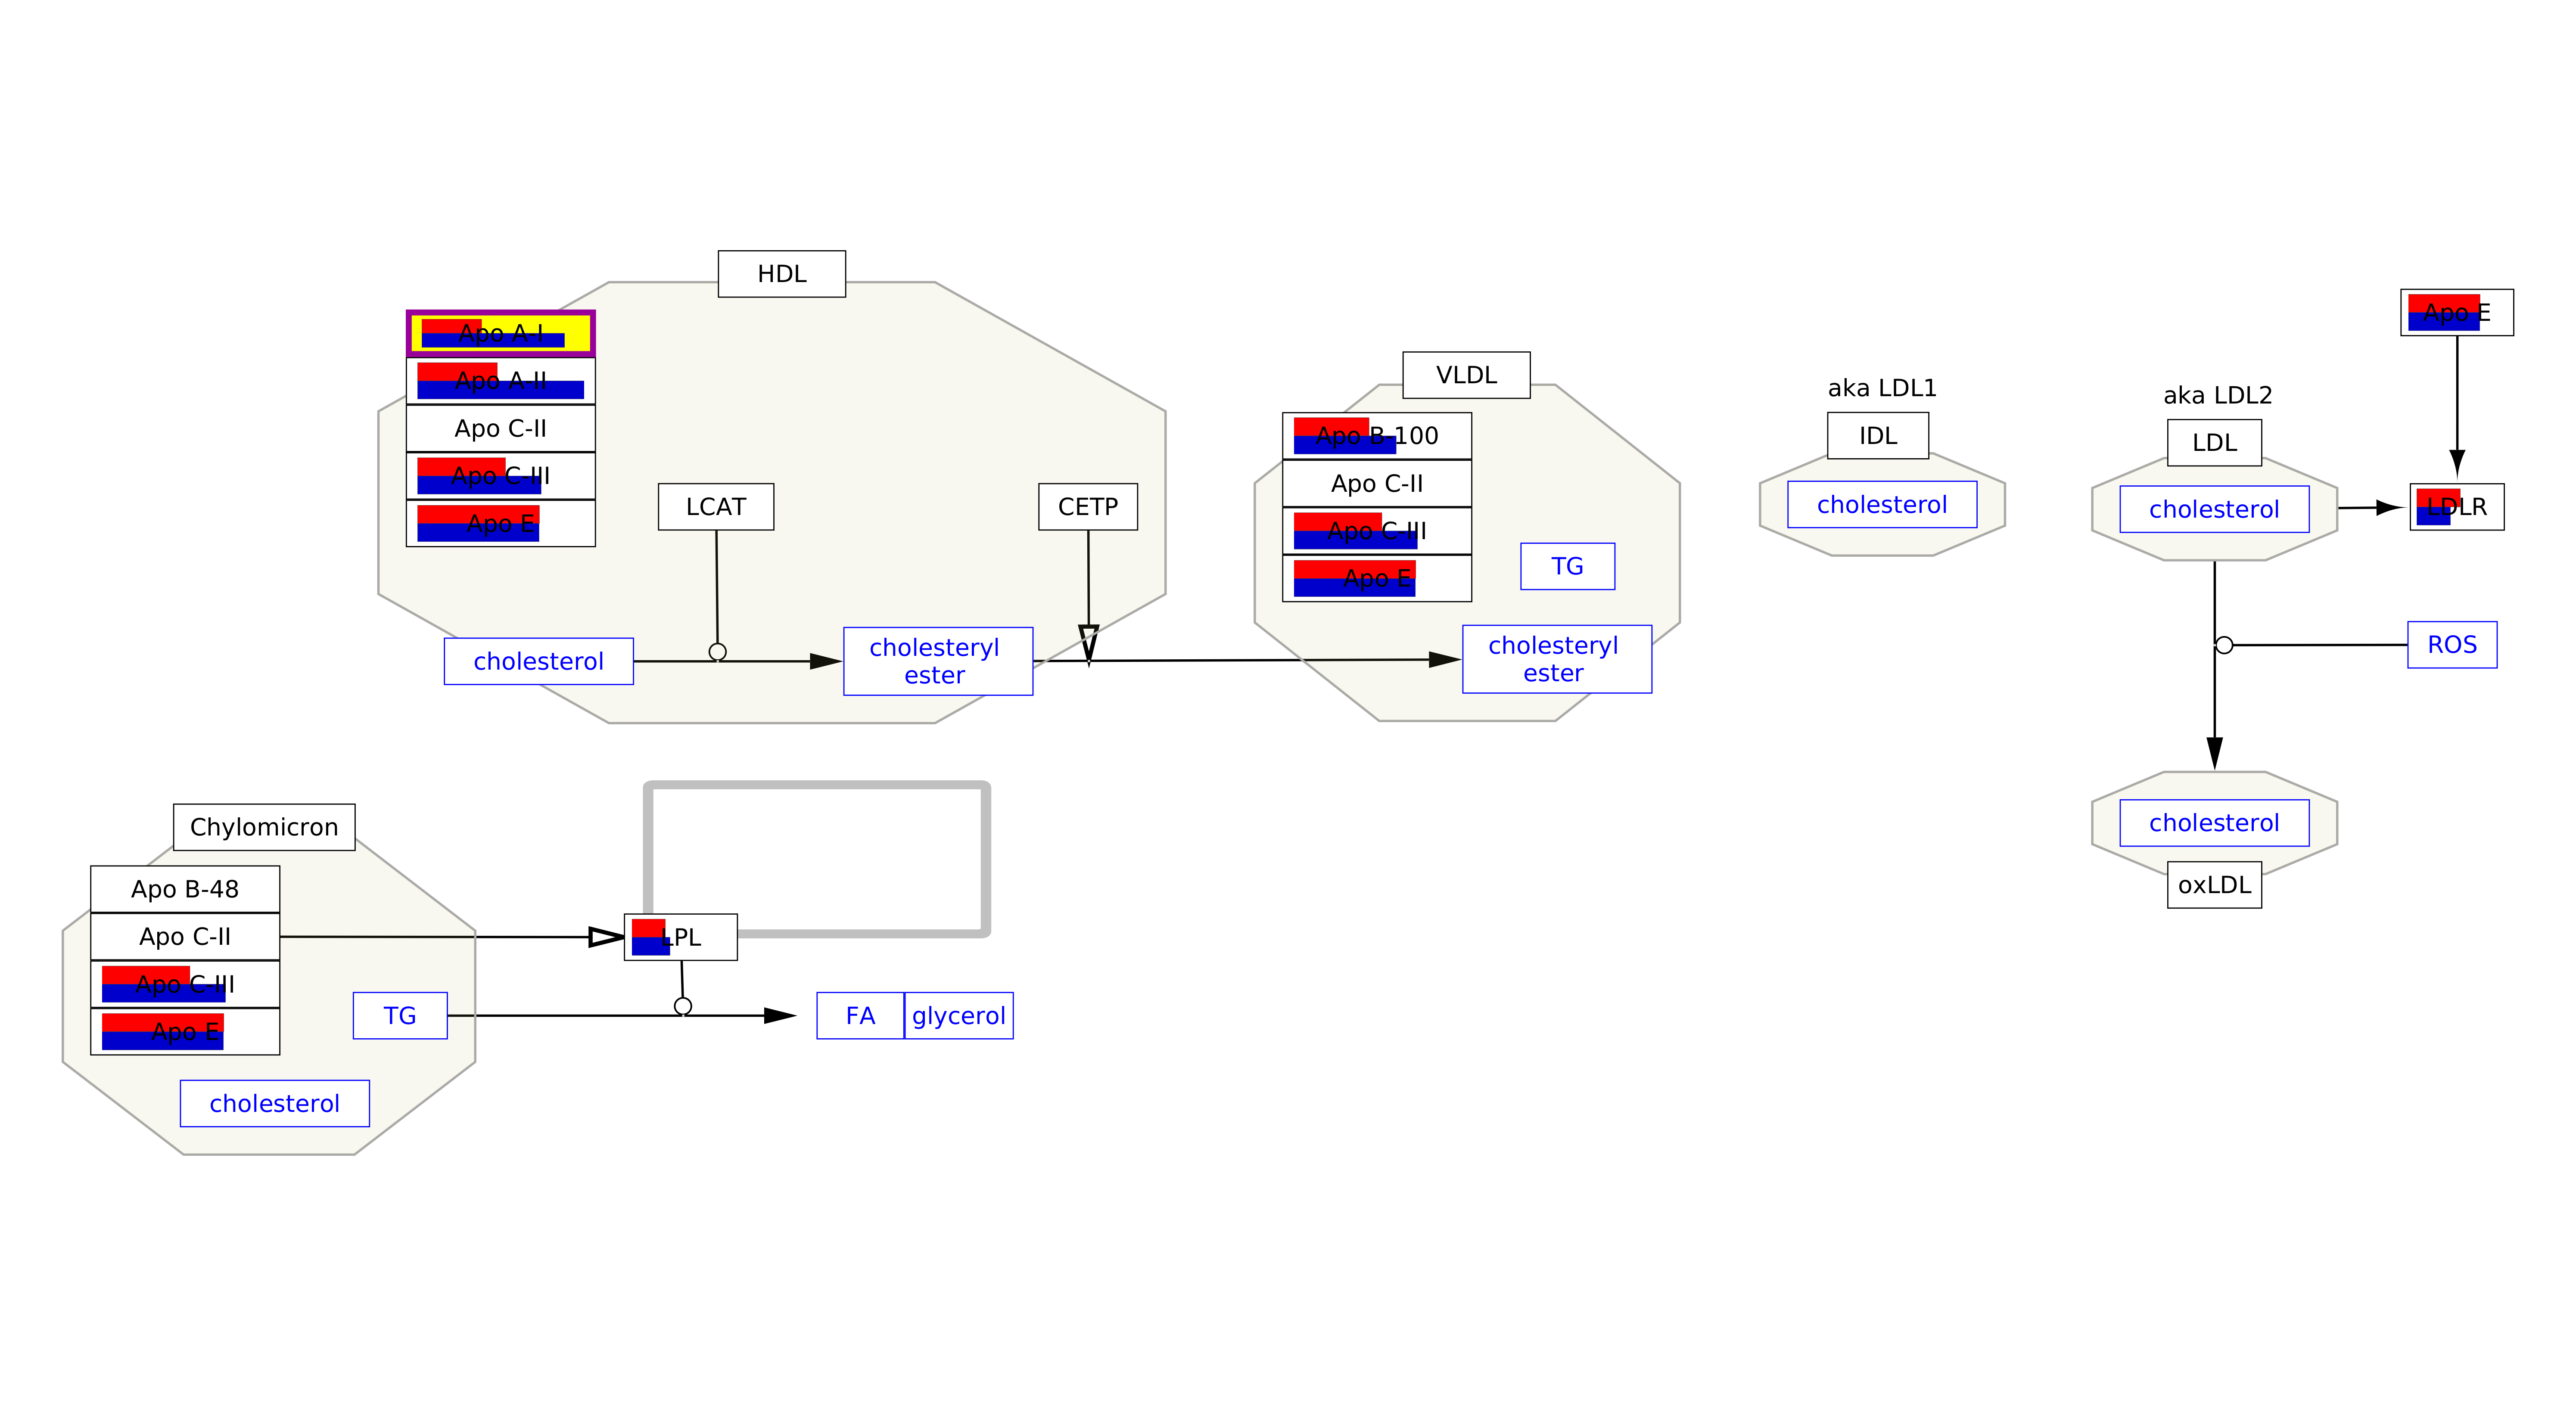 HDL
Apo A-I
Apo A-II
Apo C-II
Apo C-III
Apo E
LCAT
CETP
cholesterol
cholesteryl
ester
VLDL
Apo B-100
Apo C-II
Apo C-III
Apo E
TG
cholesteryl
ester
aka LDL1
IDL
cholesterol
aka LDL2
LDL
cholesterol
Apo E
LDLR
ROS
cholesterol
oxLDL
Chylomicron
Apo B-48
Apo C-II
Apo C-III
Apo E
TG
cholesterol
LPL
FA
glycerol